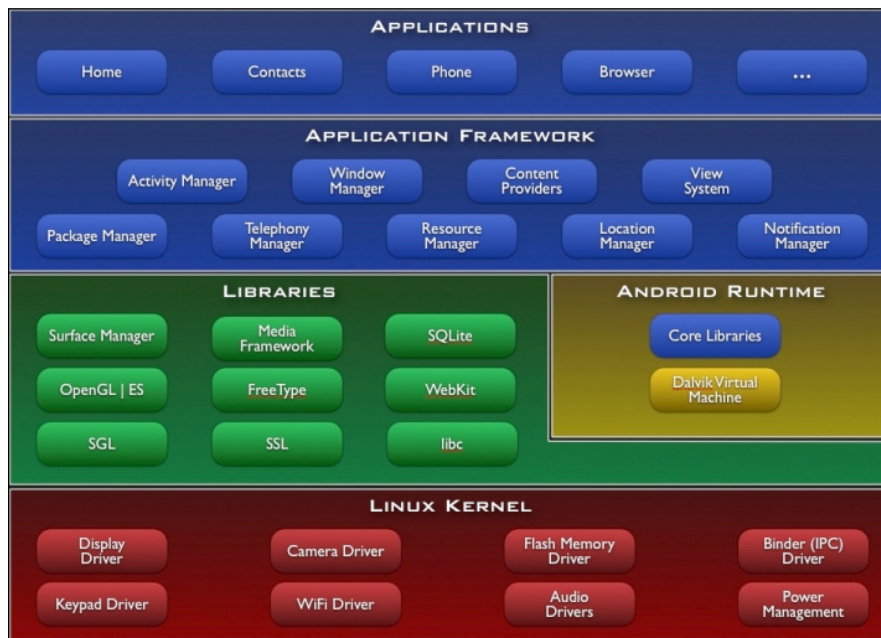 APPLICATIONS
Home
Contacts
Phone
Browser
...
APPLICATION FRAMEWORK
Activity Manager
Window
Manager
Content
Providers
View
System
Package Manager
Telephony
Manager
Resource
Manager
Location
Manager
Notification
Manager
LIBRARIES
Surface Manager
Media
Framework
SQLite
OpenGL | ES
FreeType
WebKit
SGL
SSL
libc
ANDROID RUNTIME
Core Libraries
Dalvik Virtual
Machine
LINUX KERNEL
Display
Driver
Camera Driver
Flash Memory
Driver
Binder (IPC)
Driver
Keypad Driver
WiFi Driver
Audio
Drivers
Power
Management